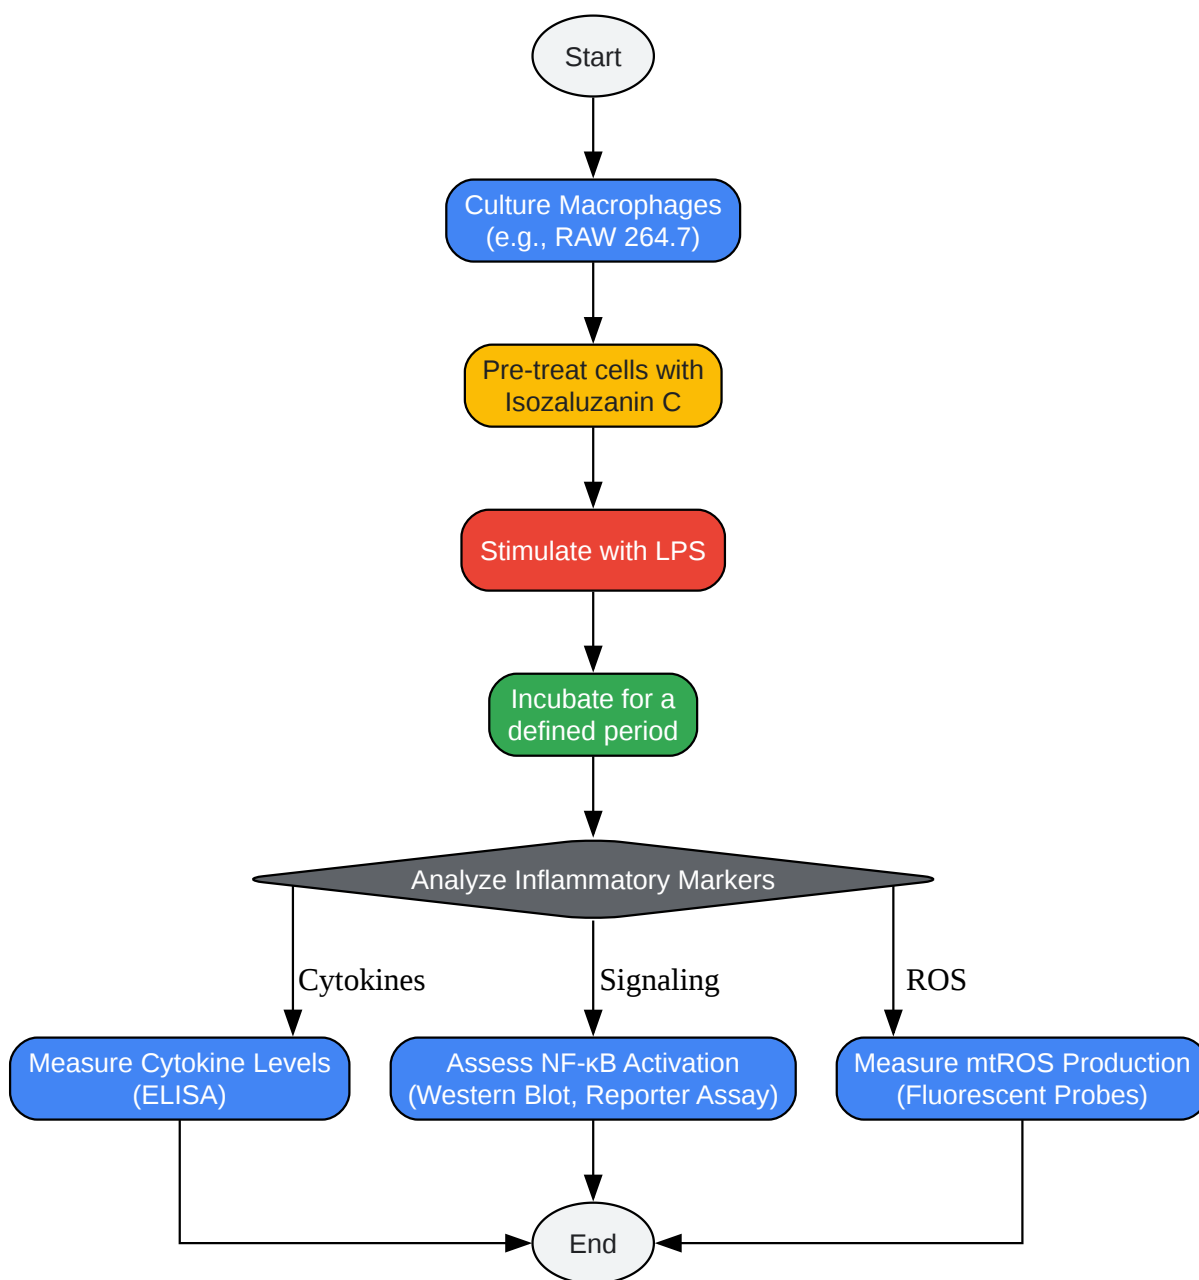 Start
Culture Macrophages
(e.g., RAW 264.7)
Pre-treat cells with
Isozaluzanin C
Stimulate with LPS
Incubate for a
defined period
Analyze Inflammatory Markers
Cytokines
Signaling
ROS
Measure Cytokine Levels
(ELISA)
Assess NF-κB Activation
(Western Blot, Reporter Assay)
Measure mtROS Production
(Fluorescent Probes)
End